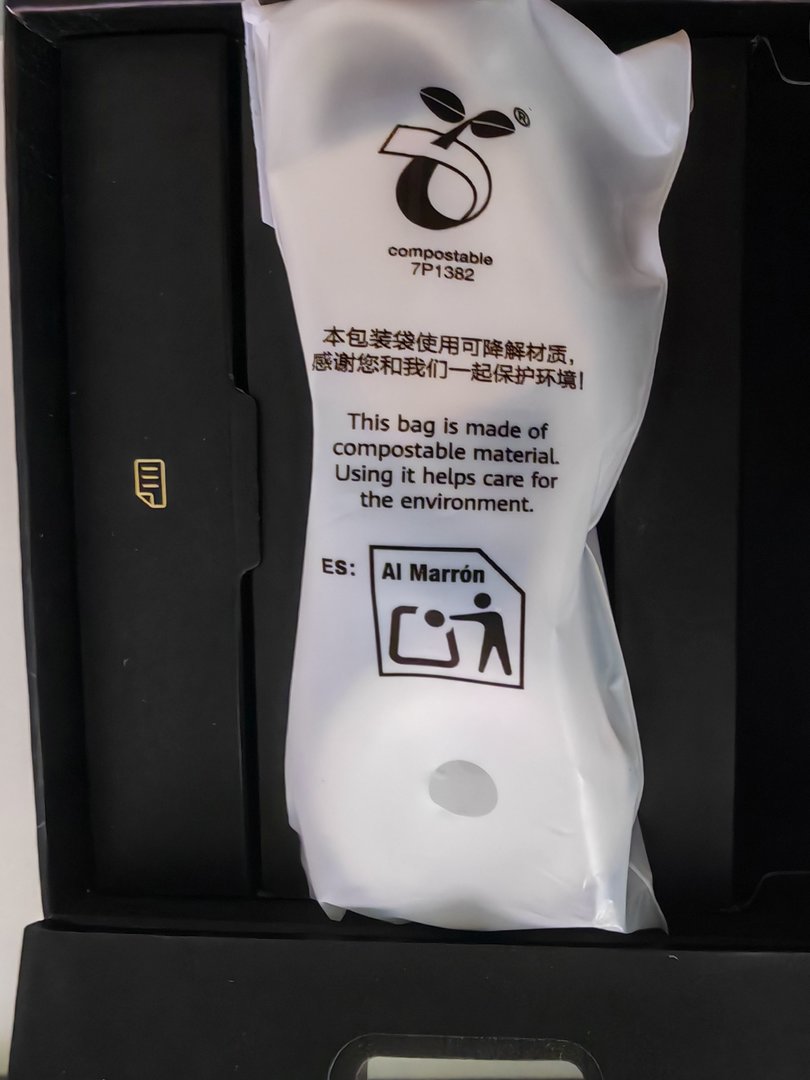 ®
compostable
7P1382
本包装袋使用可降解材质，
感谢您和我们一起保护环境！
This bag is made of
compostable material.
Using it helps care for
the environment.
ES:
Al Marrón